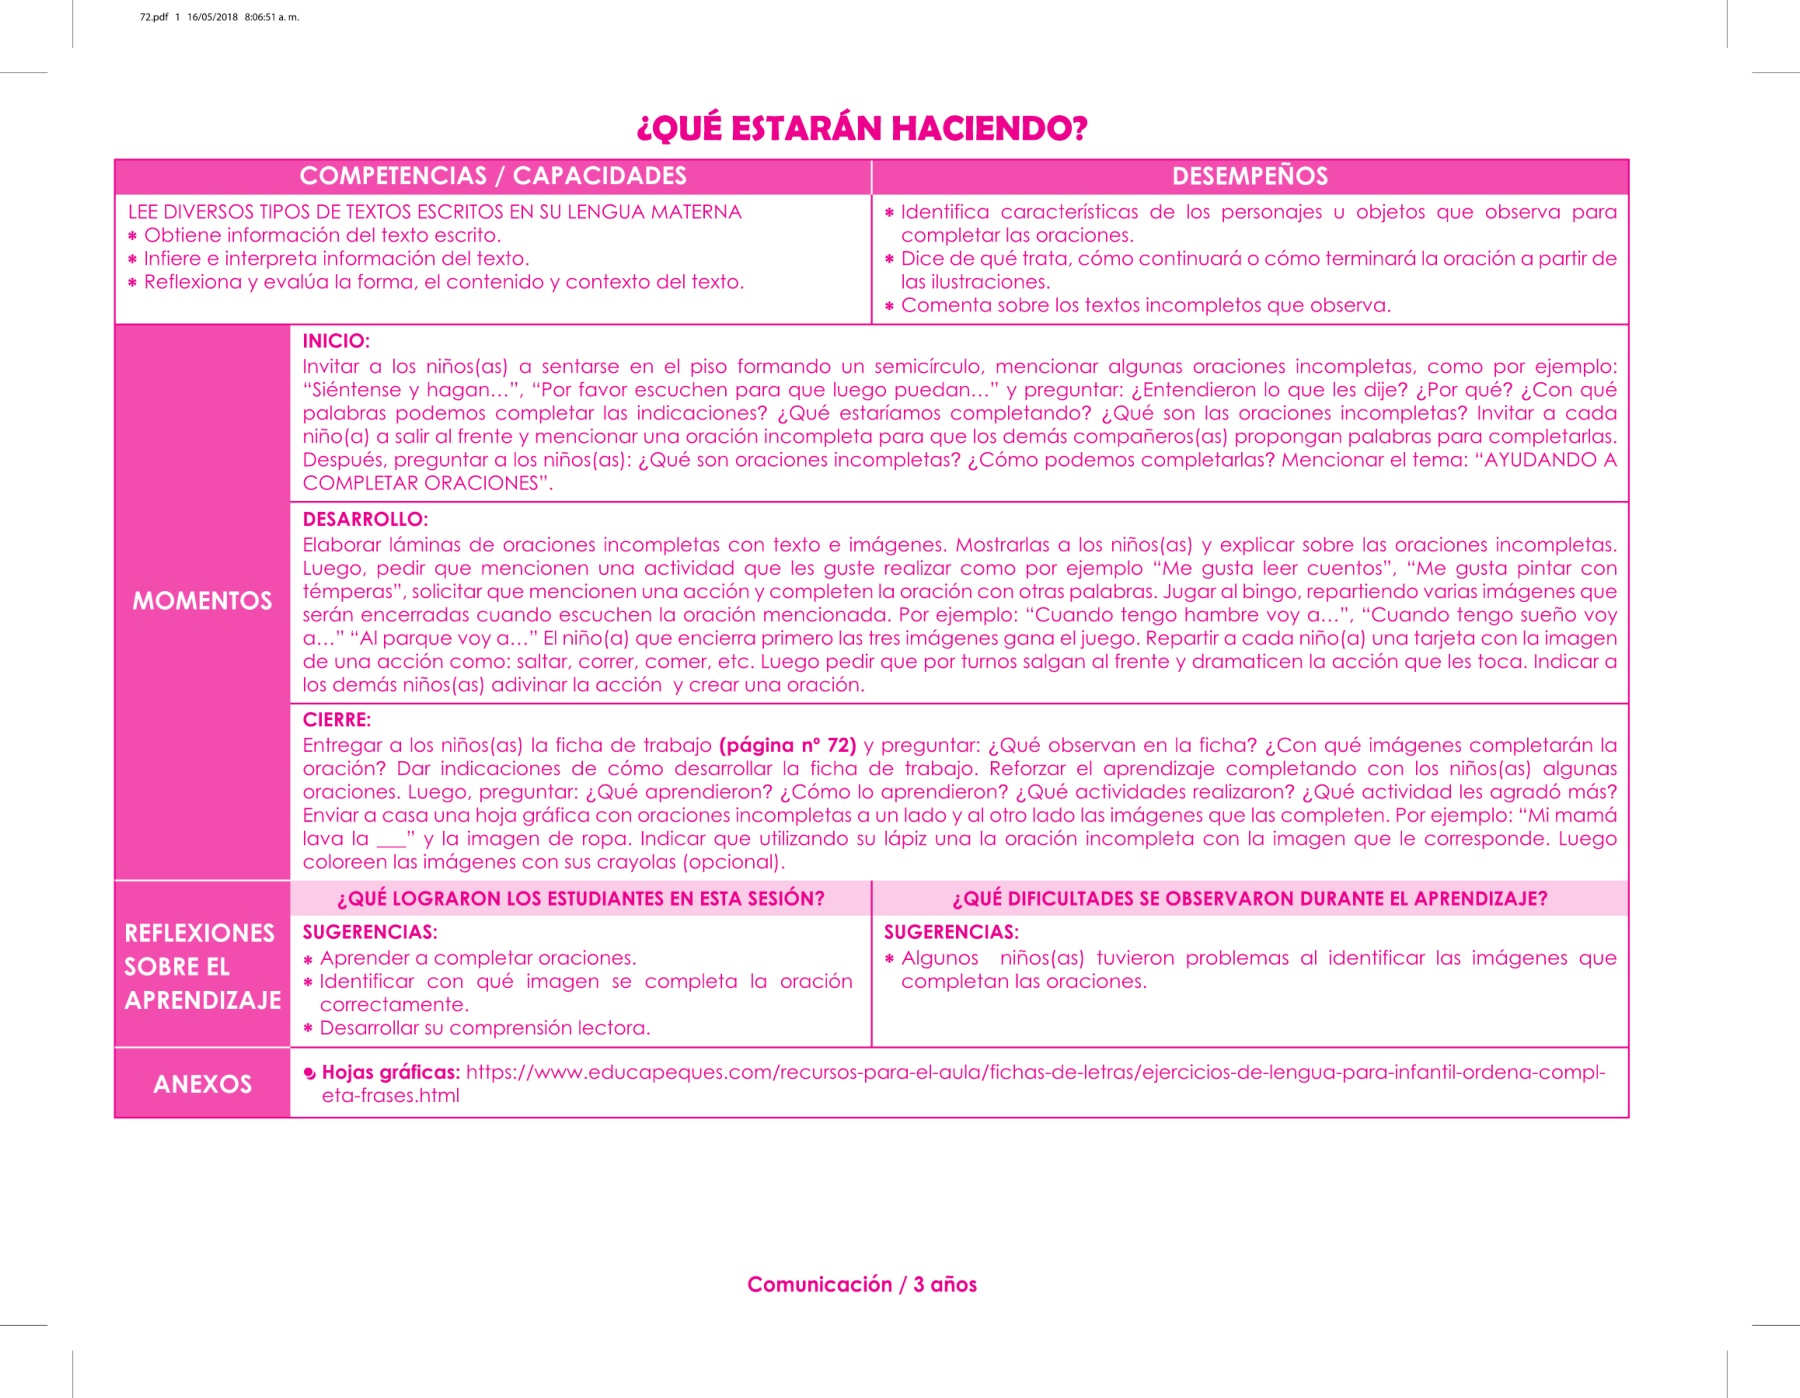 72.pdf 1 16/05/2018 8:06:51 a. m.
¿QUÉ ESTARÁN HACIENDO?
COMPETENCIAS / CAPACIDADES
DESEMPEÑOS
LEE DIVERSOS TIPOS DE TEXTOS ESCRITOS EN SU LENGUA MATERNA
* Obtiene información del texto escrito.
* Infiere e interpreta información del texto.
* Reflexiona y evalúa la forma, el contenido y contexto del texto.
* Identifica características de los personajes u objetos que observa para
completar las oraciones.
* Dice de qué trata, cómo continuará o cómo terminará la oración a partir de
las ilustraciones.
* Comenta sobre los textos incompletos que observa.
MOMENTOS
INICIO:
Invitar a los niños(as) a sentarse en el piso formando un semicírculo, mencionar algunas oraciones incompletas, como por ejemplo:
“Siéntense y hagan...”, “Por favor escuchen para que luego puedan...” y preguntar: ¿Entendieron lo que les dije? ¿Por qué? ¿Con qué
palabras podemos completar las indicaciones? ¿Qué estaríamos completando? ¿Qué son las oraciones incompletas? Invitar a cada
niño(a) a salir al frente y mencionar una oración incompleta para que los demás compañeros(as) propongan palabras para completarlas.
Después, preguntar a los niños(as): ¿Qué son oraciones incompletas? ¿Cómo podemos completarlas? Mencionar el tema: “AYUDANDO A
COMPLETAR ORACIONES”.
DESARROLLO:
Elaborar láminas de oraciones incompletas con texto e imágenes. Mostrarlas a los niños(as) y explicar sobre las oraciones incompletas.
Luego, pedir que mencionen una actividad que les guste realizar como por ejemplo “Me gusta leer cuentos”, “Me gusta pintar con
témperas”, solicitar que mencionen una acción y completen la oración con otras palabras. Jugar al bingo, repartiendo varias imágenes que
serán encerradas cuando escuchen la oración mencionada. Por ejemplo: “Cuando tengo hambre voy a...”, “Cuando tengo sueño voy
a...” “Al parque voy a...” El niño(a) que encierra primero las tres imágenes gana el juego. Repartir a cada niño(a) una tarjeta con la imagen
de una acción como: saltar, correr, comer, etc. Luego pedir que por turnos salgan al frente y dramaticen la acción que les toca. Indicar a
los demás niños(as) adivinar la acción  y crear una oración.
CIERRE:
Entregar a los niños(as) la ficha de trabajo (página nº 72) y preguntar: ¿Qué observan en la ficha? ¿Con qué imágenes completarán la
oración? Dar indicaciones de cómo desarrollar la ficha de trabajo. Reforzar el aprendizaje completando con los niños(as) algunas
oraciones. Luego, preguntar: ¿Qué aprendieron? ¿Cómo lo aprendieron? ¿Qué actividades realizaron? ¿Qué actividad les agradó más?
Enviar a casa una hoja gráfica con oraciones incompletas a un lado y al otro lado las imágenes que las completen. Por ejemplo: “Mi mamá
lava la ___” y la imagen de ropa. Indicar que utilizando su lápiz una la oración incompleta con la imagen que le corresponde. Luego
coloreen las imágenes con sus crayolas (opcional).
REFLEXIONES
SOBRE EL
APRENDIZAJE
¿QUÉ LOGRARON LOS ESTUDIANTES EN ESTA SESIÓN?
SUGERENCIAS:
* Aprender a completar oraciones.
* Identificar con qué imagen se completa la oración
correctamente.
* Desarrollar su comprensión lectora.
¿QUÉ DIFICULTADES SE OBSERVARON DURANTE EL APRENDIZAJE?
SUGERENCIAS:
* Algunos  niños(as) tuvieron problemas al identificar las imágenes que
completan las oraciones.
ANEXOS
Hojas gráficas: https://www.educapeques.com/recursos-para-el-aula/fichas-de-letras/ejercicios-de-lengua-para-infantil-ordena-compl-
eta-frases.html
Comunicación / 3 años